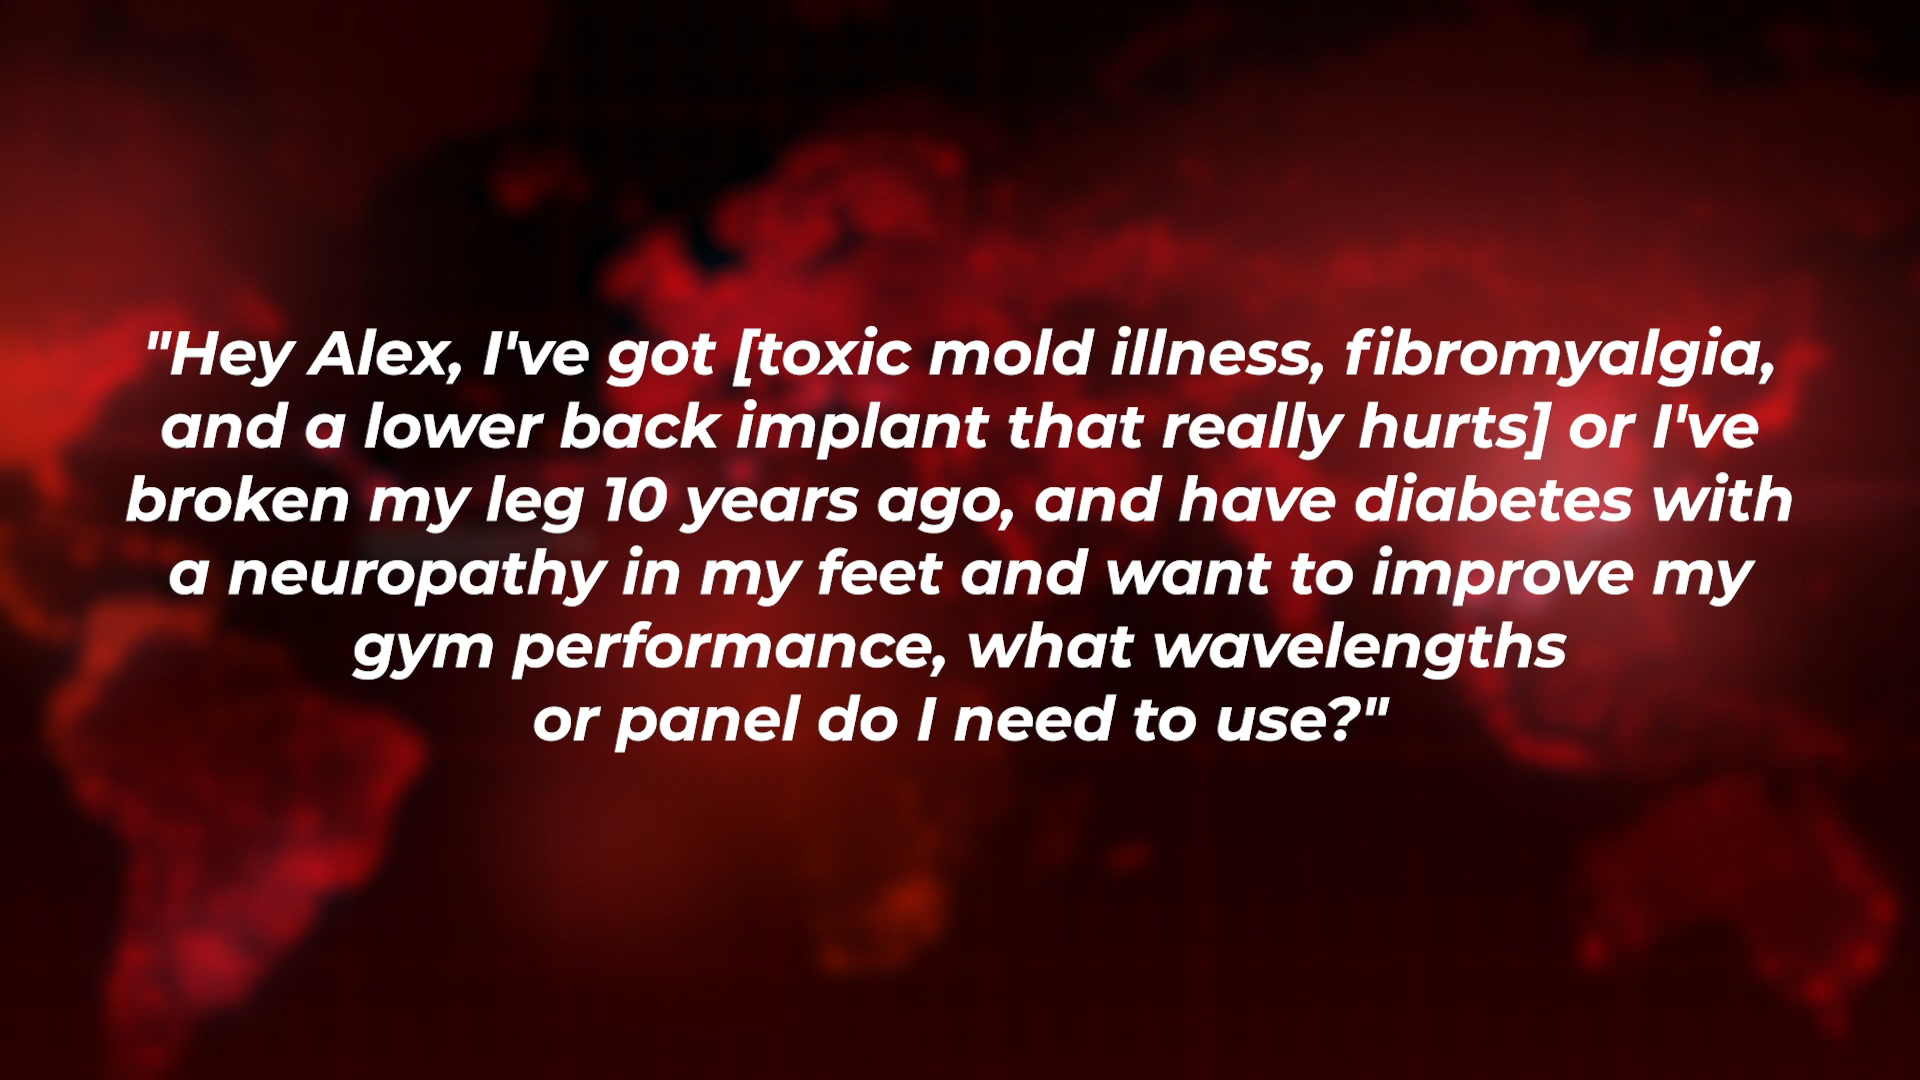 "Hey Alex, I've got [toxic mold illness, fibromyalgia,
and a lower back implant that really hurts] or I've
broken my leg 10 years ago, and have diabetes with
a neuropathy in my feet and want to improve my
gym performance, what wavelengths
or panel do I need to use?"